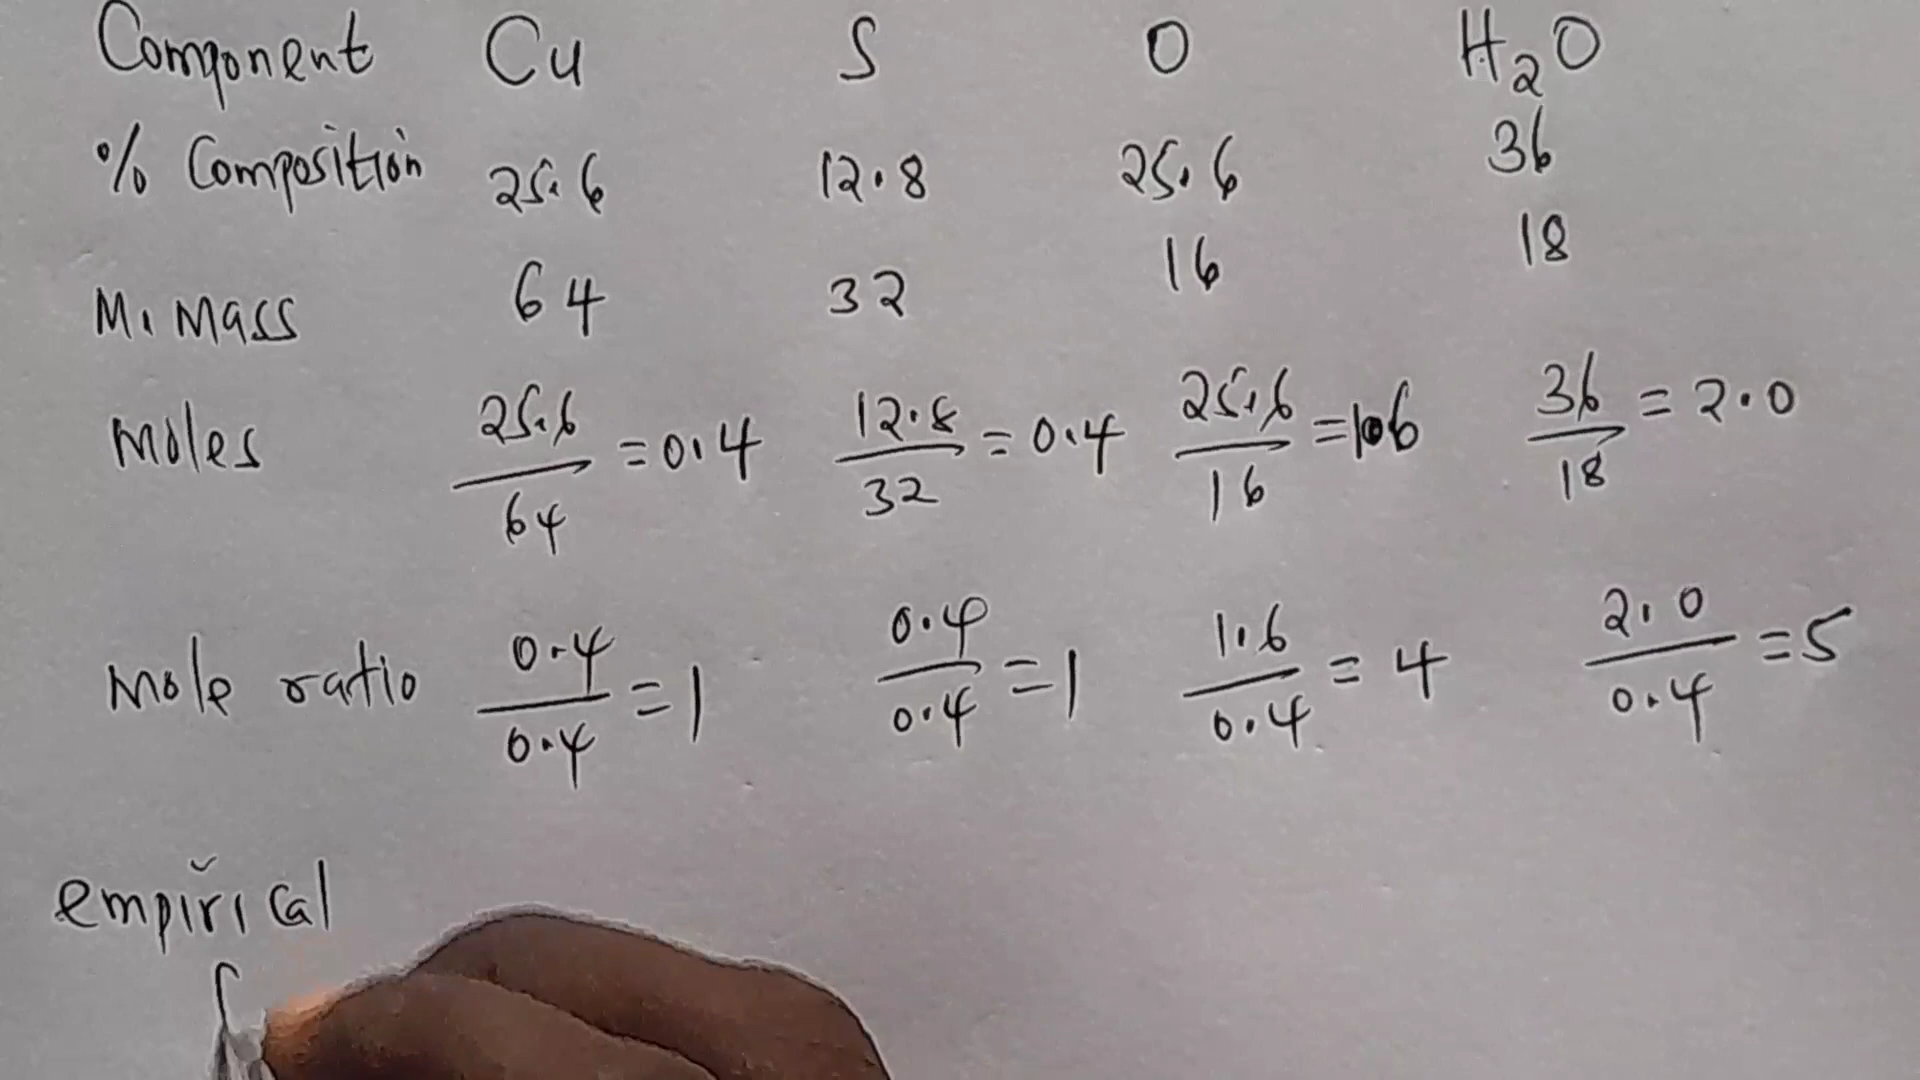 Component Cu S O H₂O
% Composition 25.6 12.8 25.6 36
M. Mass 64 32 16 18
Moles 25.6/64 = 0.4 12.8/32 = 0.4 25.6/16 = 1.6 36/18 = 2.0
Mole ratio 0.4/0.4 = 1 0.4/0.4 = 1 1.6/0.4 = 4 2.0/0.4 = 5
empirical
f